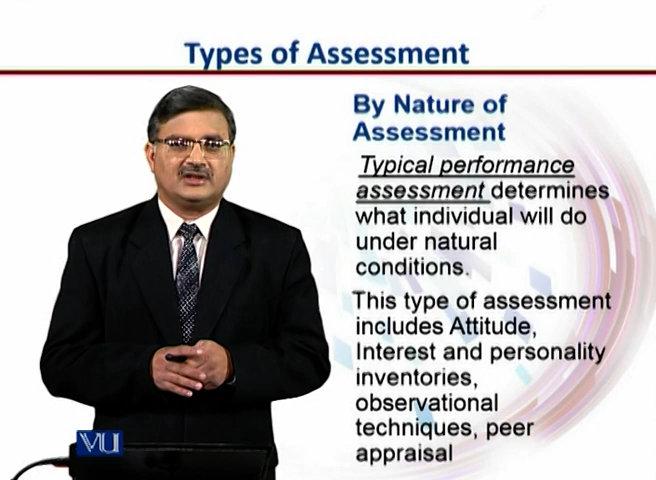 Types of Assessment
By Nature of
Assessment
Typical performance
assessment determines
what individual will do
under natural
conditions.
This type of assessment
includes Attitude,
Interest and personality
inventories,
observational
techniques, peer
appraisal
VU